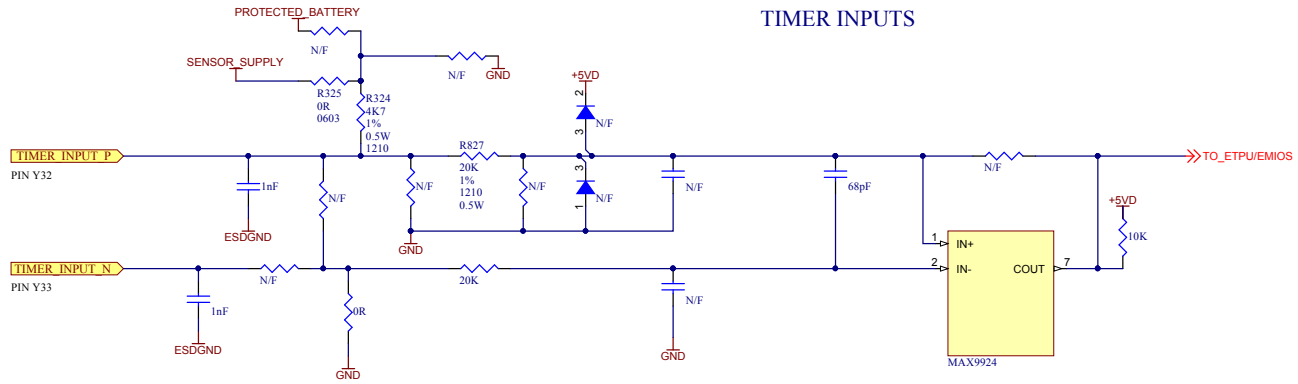 TIMER INPUTS
PROTECTED_BATTERY
N/F
SENSOR_SUPPLY
N/F
GND
R325
0R
0603
R324
4K7
1%
0.5W
1210
+5VD
2
3
N/F
TIMER_INPUT_P
PIN Y32
1nF
ESDGND
N/F
N/F
GND
R827
20K
1%
1210
0.5W
N/F
3
1
N/F
N/F
68pF
N/F
TO_ETPU/EMIOS
+5VD
10K
TIMER_INPUT_N
PIN Y33
1nF
ESDGND
N/F
0R
GND
20K
N/F
GND
1
IN+
2
IN-
COUT
7
MAX9924